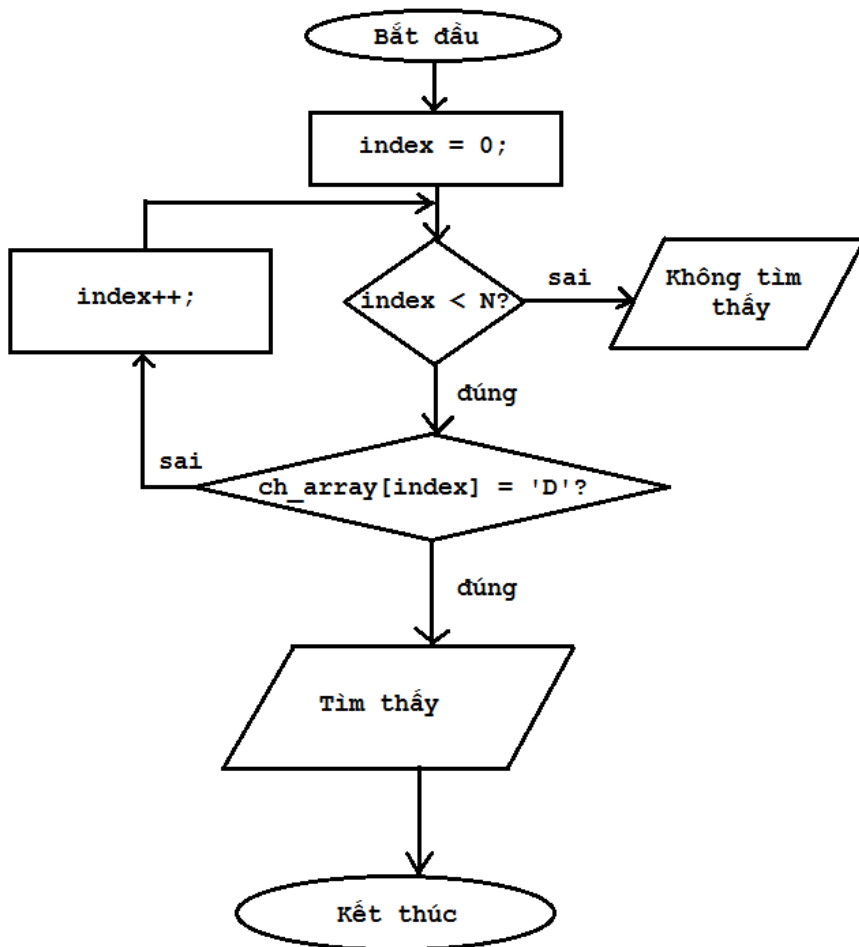 Bắt đầu
index = 0;
index++;
index < N?
sai
Không tìm
thấy
đúng
sai
ch_array[index] = 'D'?
đúng
Tìm thấy
Kết thúc